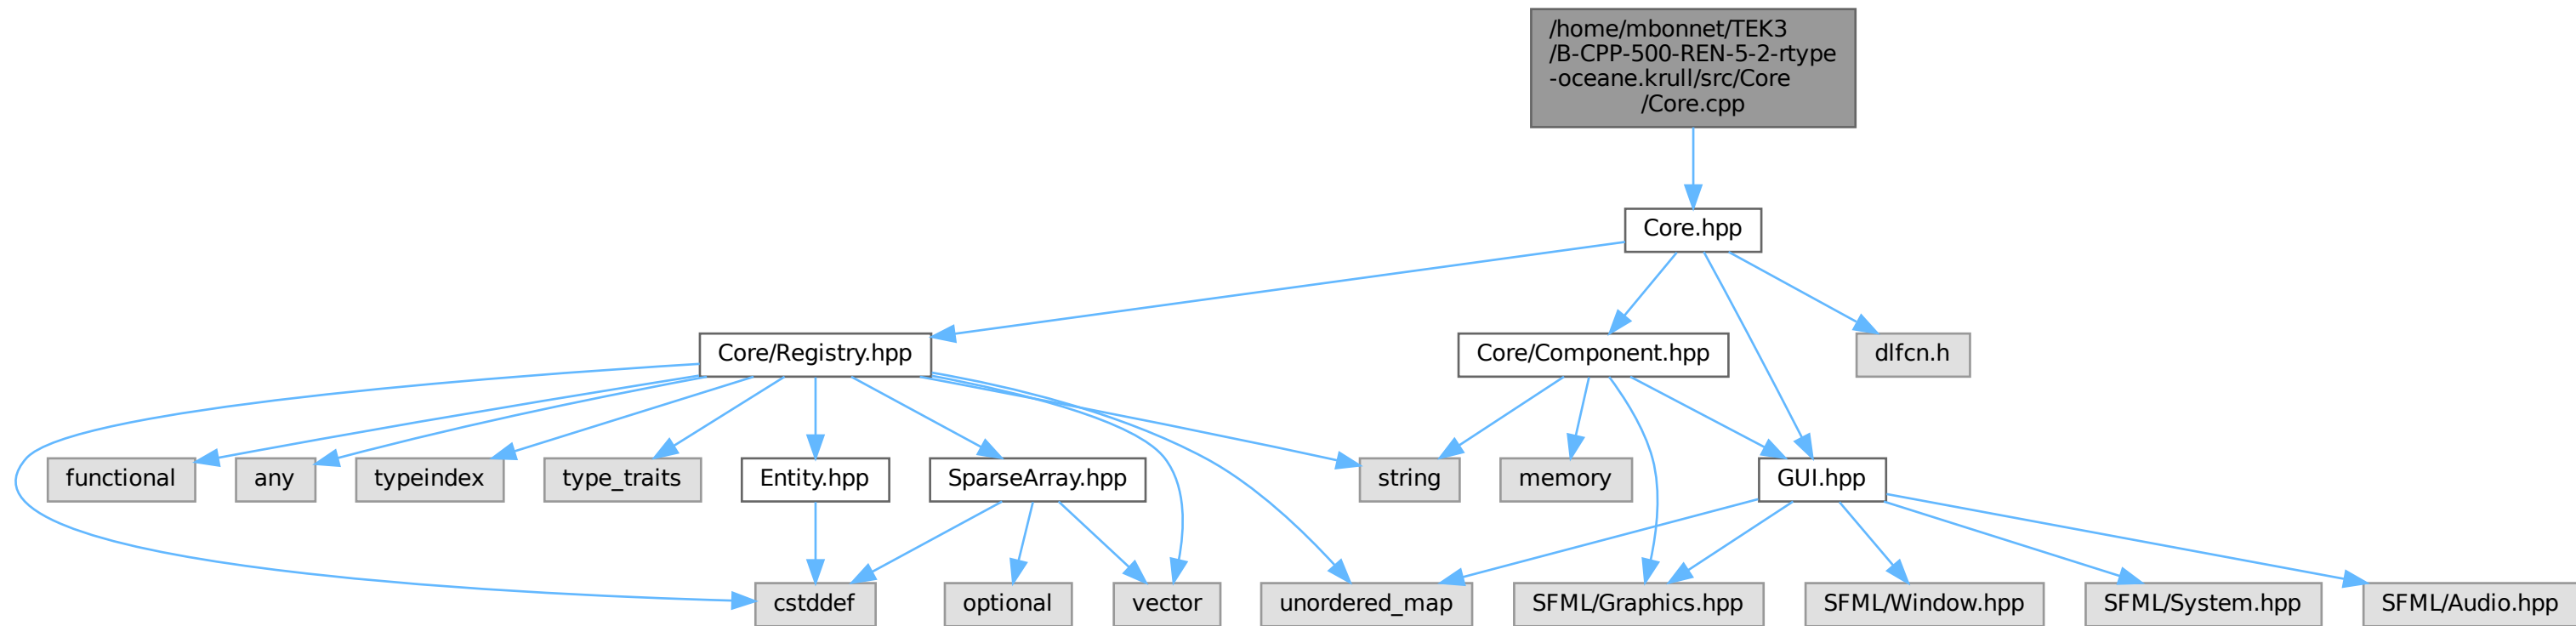 /home/mbonnet/TEK3
/B-CPP-500-REN-5-2-rtype
-oceane.krull/src/Core
/Core.cpp
Core.hpp
Core/Registry.hpp
Core/Component.hpp
dlfcn.h
functional
any
typeindex
type_traits
Entity.hpp
SparseArray.hpp
string
memory
GUI.hpp
cstddef
optional
vector
unordered_map
SFML/Graphics.hpp
SFML/Window.hpp
SFML/System.hpp
SFML/Audio.hpp